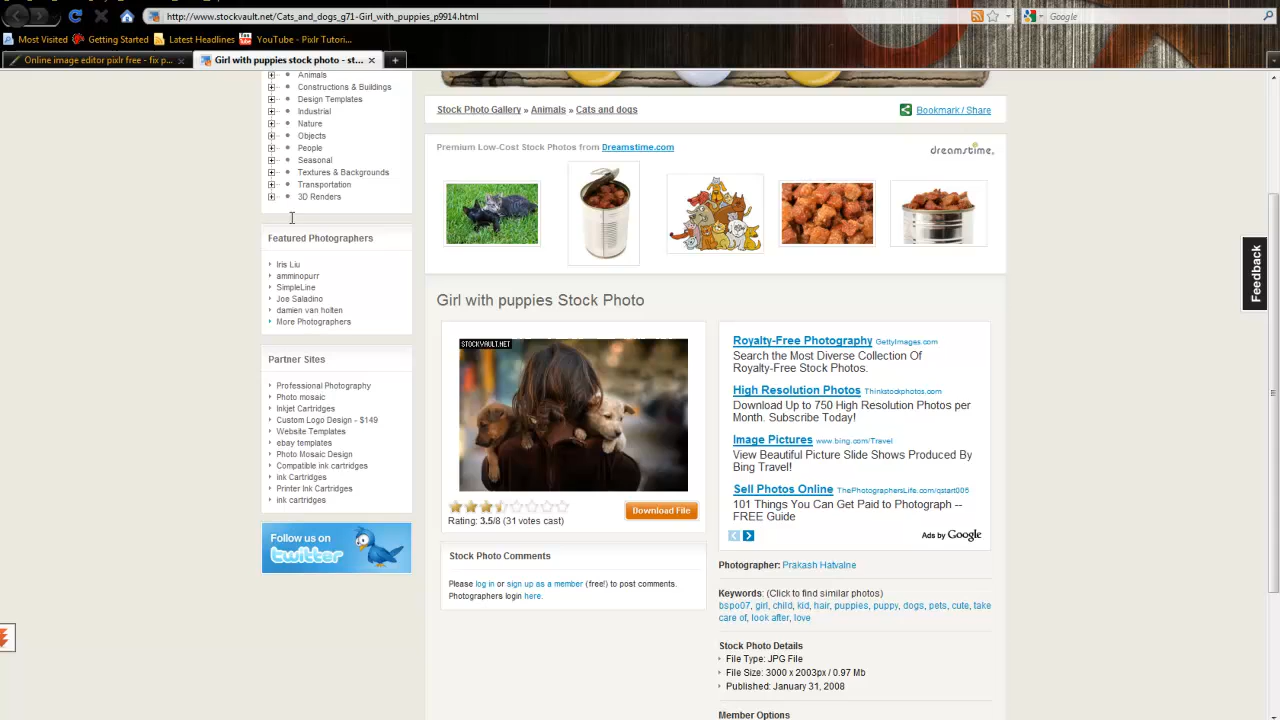 http://www.stockvault.net/Cats_and_dogs_g71-Girl_with_puppies_p9914.html
Google
Most Visited Getting Started Latest Headlines YouTube - Pixlr Tutori...
Online image editor pixlr free - fix p...
Girl with puppies stock photo - st...
Animals
Constructions & Buildings
Design Templates
Industrial
Nature
Objects
People
Seasonal
Textures & Backgrounds
Transportation
3D Renders
Featured Photographers
Iris Liu
amminopurr
SimpleLine
Joe Saladino
damien van holten
More Photographers
Partner Sites
Professional Photography
Photo mosaic
Inkjet Cartridges
Custom Logo Design - $149
Website Templates
ebay templates
Photo Mosaic Design
Compatible ink cartridges
ink Cartridges
Printer Ink Cartridges
ink cartridges
Follow us on
twitter
Stock Photo Gallery » Animals » Cats and dogs
Bookmark / Share
Premium Low-Cost Stock Photos from Dreamstime.com
dreamstime.
Girl with puppies Stock Photo
STOCKVAULT.NET
Rating: 3.5/8 (31 votes cast)
Download File
Stock Photo Comments
Please log in or sign up as a member (free!) to post comments.
Photographers login here.
Royalty-Free Photography GettyImages.com
Search the Most Diverse Collection Of
Royalty-Free Stock Photos.
High Resolution Photos Thinkstockphotos.com
Download Up to 750 High Resolution Photos per
Month. Subscribe Today!
Image Pictures www.bing.com/Travel
View Beautiful Picture Slide Shows Produced By
Bing Travel!
Sell Photos Online ThePhotographersLife.com/qstart005
101 Things You Can Get Paid to Photograph --
FREE Guide
Ads by Google
Photographer: Prakash Hatvalne
Keywords: (Click to find similar photos)
bspo07, girl, child, kid, hair, puppies, puppy, dogs, pets, cute, take
care of, look after, love
Stock Photo Details
File Type: JPG File
File Size: 3000 x 2003px / 0.97 Mb
Published: January 31, 2008
Member Options
Feedback